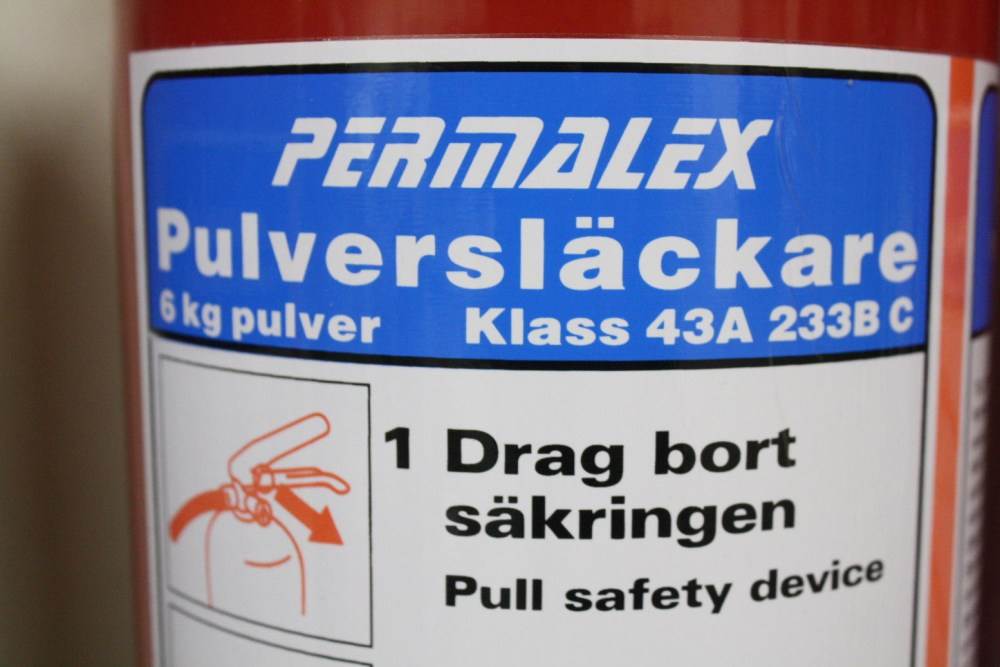 PERMALEX
Pulversläckare
6 kg pulver Klass 43A 233B C
1 Drag bort
säkringen
Pull safety device